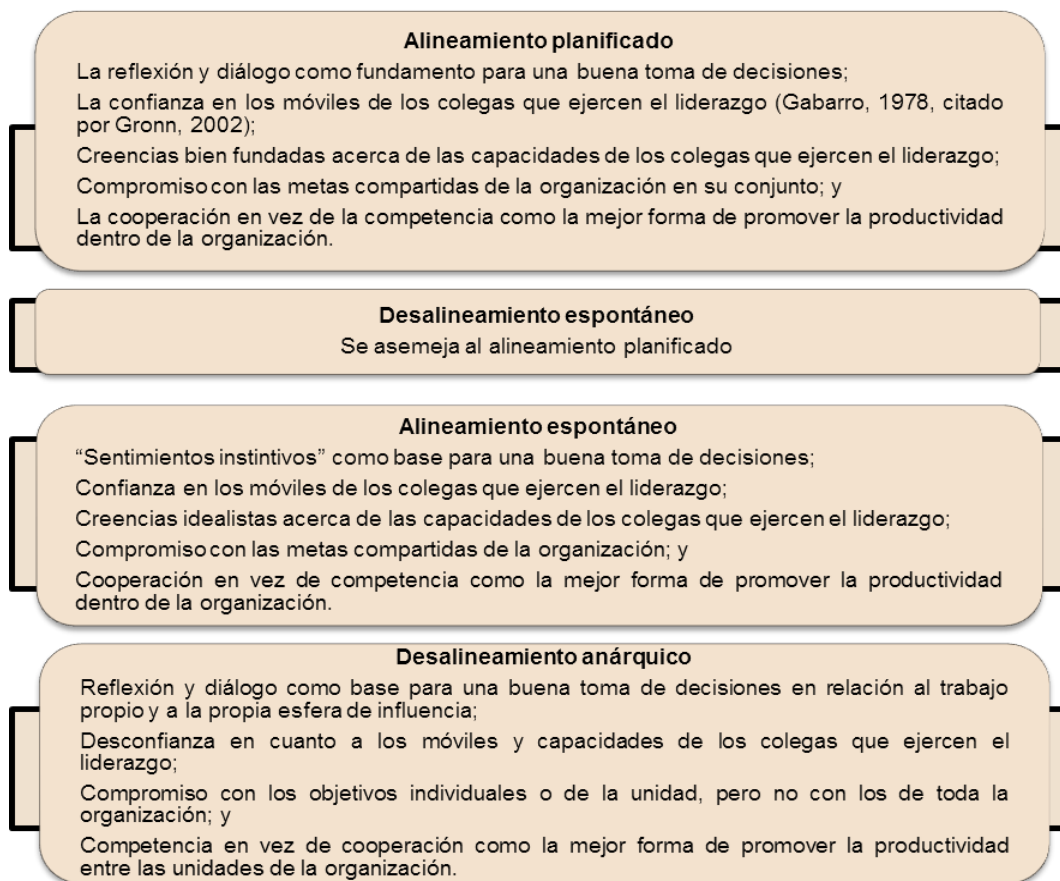 Alineamiento planificado
La reflexión y diálogo como fundamento para una buena toma de decisiones;
La confianza en los móviles de los colegas que ejercen el liderazgo (Gabarro, 1978, citado
por Gronn, 2002);
Creencias bien fundadas acerca de las capacidades de los colegas que ejercen el liderazgo;
Compromiso con las metas compartidas de la organización en su conjunto; y
La cooperación en vez de la competencia como la mejor forma de promover la productividad
dentro de la organización.
Desalineamiento espontáneo
Se asemeja al alineamiento planificado
Alineamiento espontáneo
“Sentimientos instintivos” como base para una buena toma de decisiones;
Confianza en los móviles de los colegas que ejercen el liderazgo;
Creencias idealistas acerca de las capacidades de los colegas que ejercen el liderazgo;
Compromiso con las metas compartidas de la organización; y
Cooperación en vez de competencia como la mejor forma de promover la productividad
dentro de la organización.
Desalineamiento anárquico
Reflexión y diálogo como base para una buena toma de decisiones en relación al trabajo
propio y a la propia esfera de influencia;
Desconfianza en cuanto a los móviles y capacidades de los colegas que ejercen el
liderazgo;
Compromiso con los objetivos individuales o de la unidad, pero no con los de toda la
organización; y
Competencia en vez de cooperación como la mejor forma de promover la productividad
entre las unidades de la organización.